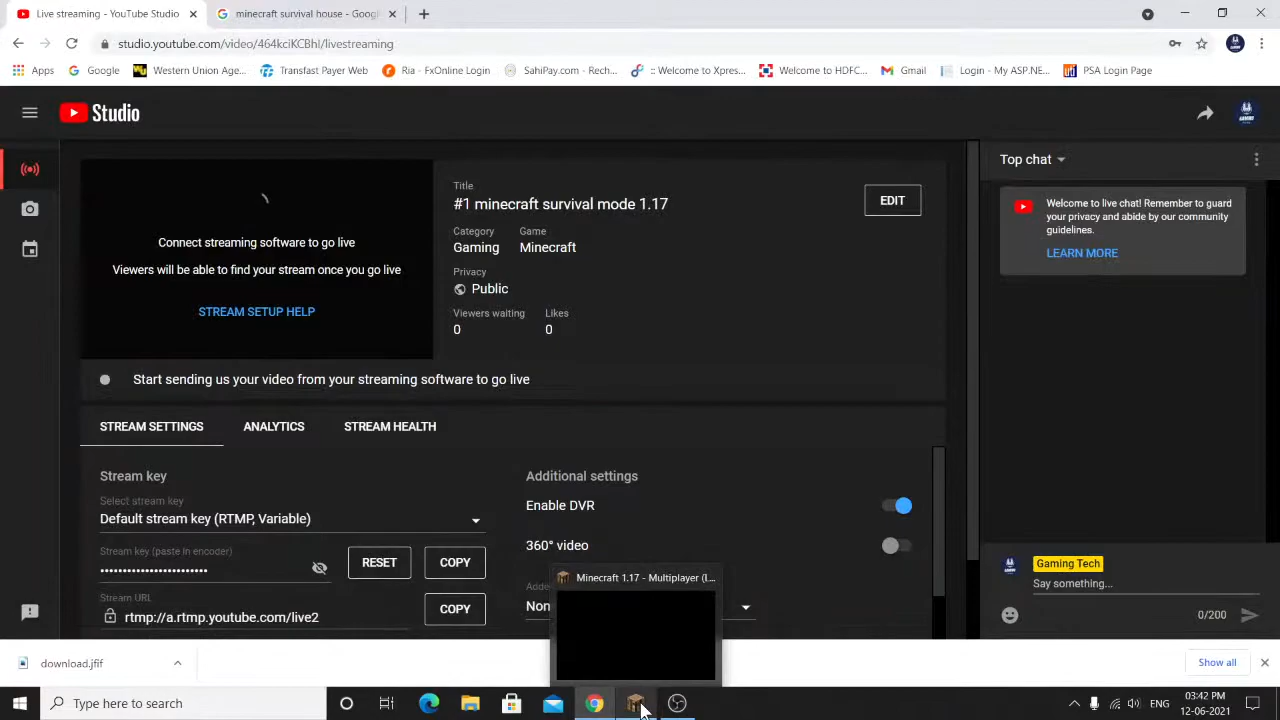 Live streaming - YouTube Studio
minecraft survival house - Googl
studio.youtube.com/video/464kciKCBhI/livestreaming
Apps
Google
Western Union Age...
Transfast Payer Web
Ria - FxOnline Login
SahiPay.com - Rech...
:: Welcome to Xpres...
Welcome to HDFC...
Gmail
Login - My ASP.NE...
PSA Login Page
Studio
Connect streaming software to go live
Viewers will be able to find your stream once you go live
STREAM SETUP HELP
Title
#1 minecraft survival mode 1.17
EDIT
Category
Game
Gaming
Minecraft
Privacy
Public
Viewers waiting
Likes
0
0
Start sending us your video from your streaming software to go live
STREAM SETTINGS
ANALYTICS
STREAM HEALTH
Stream key
Select stream key
Default stream key (RTMP, Variable)
Stream key (paste in encoder)
RESET
COPY
Stream URL
rtmp://a.rtmp.youtube.com/live2
COPY
Additional settings
Enable DVR
360° video
Adde
Non
Minecraft 1.17 - Multiplayer (L...
Top chat
Welcome to live chat! Remember to guard
your privacy and abide by our community
guidelines.
LEARN MORE
Gaming Tech
Say something...
0/200
download.jfif
Show all
Type here to search
ENG
03:42 PM
12-06-2021